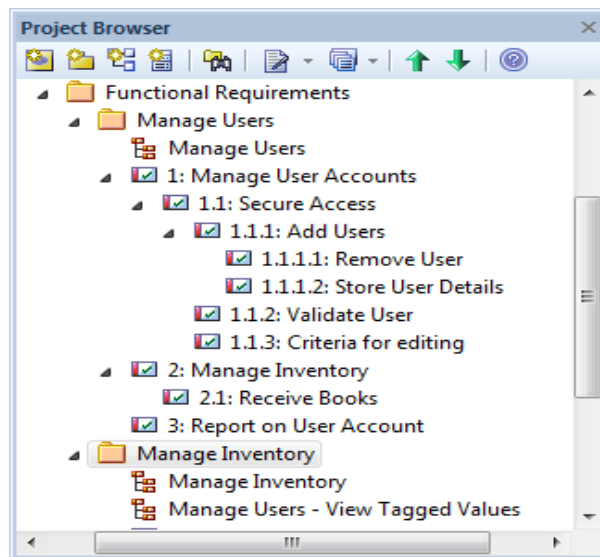 Project Browser
Functional Requirements
Manage Users
Manage Users
1: Manage User Accounts
1.1: Secure Access
1.1.1: Add Users
1.1.1.1: Remove User
1.1.1.2: Store User Details
1.1.2: Validate User
1.1.3: Criteria for editing
2: Manage Inventory
2.1: Receive Books
3: Report on User Account
Manage Inventory
Manage Inventory
Manage Users - View Tagged Values